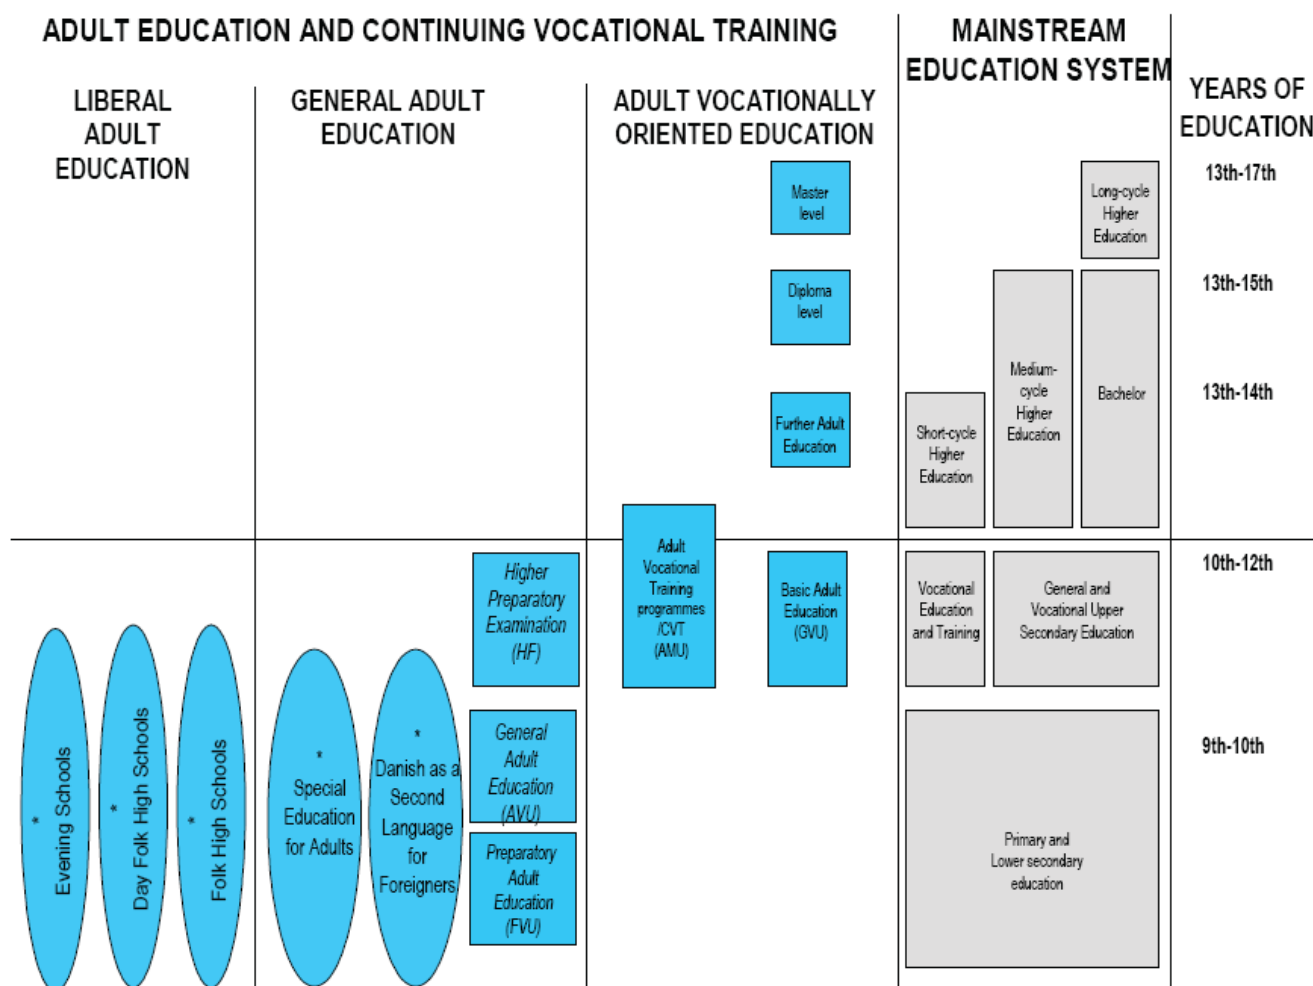 ADULT EDUCATION AND CONTINUING VOCATIONAL TRAINING
MAINSTREAM
EDUCATION SYSTEM
YEARS OF
EDUCATION
LIBERAL
ADULT
EDUCATION
GENERAL ADULT
EDUCATION
ADULT VOCATIONALLY
ORIENTED EDUCATION
Master
level
Long-cycle
Higher
Education
13th-17th
Diploma
level
13th-15th
Medium-
cycle
Higher
Education
Bachelor
13th-14th
Further Adult
Education
Short-cycle
Higher
Education
Higher
Preparatory
Examination
(HF)
Adult
Vocational
Training
programmes
/CVT
(AMU)
Basic Adult
Education
(GVU)
Vocational
Education
and Training
General and
Vocational Upper
Secondary Education
10th-12th
* Evening Schools
* Day Folk High Schools
* Folk High Schools
*
Special
Education
for Adults
*
Danish as a
Second
Language
for
Foreigners
General
Adult
Education
(AVU)
Preparatory
Adult
Education
(FVU)
Primary and
Lower secondary
education
9th-10th